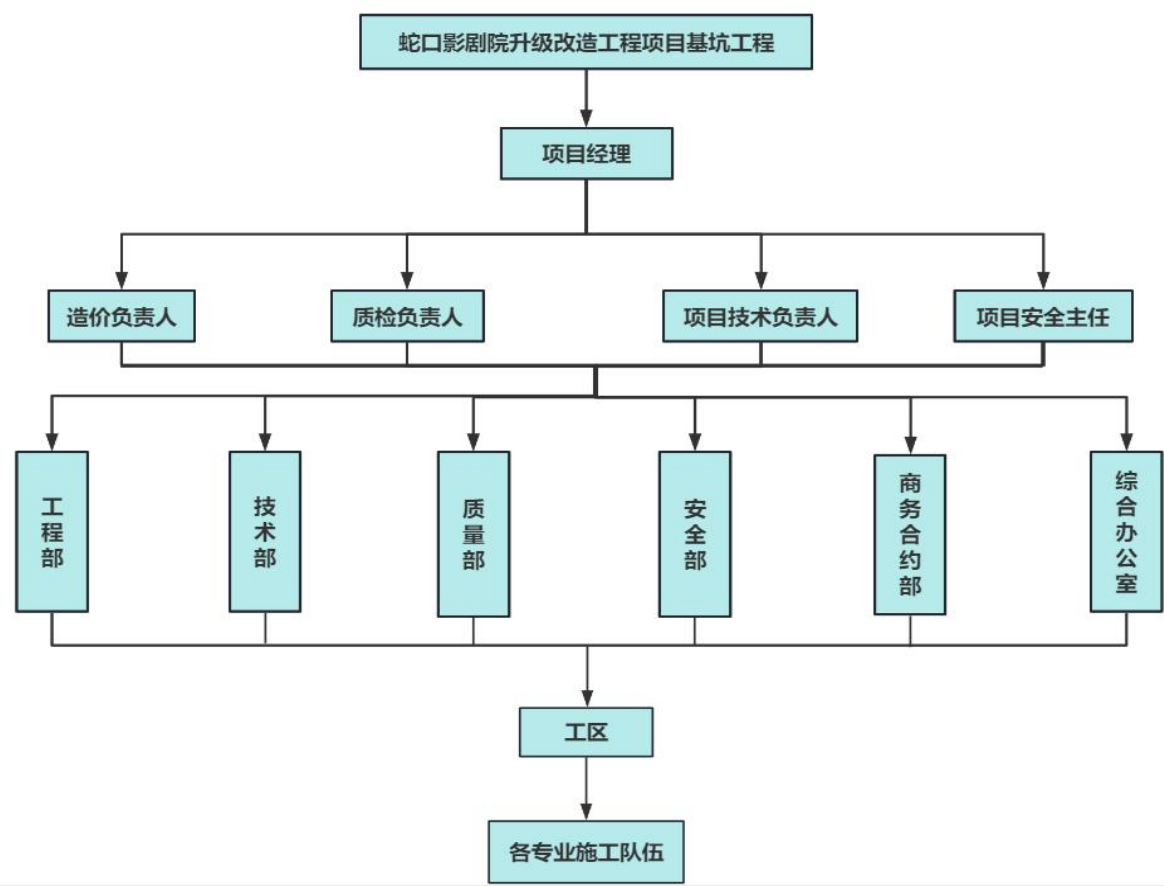 蛇口影剧院升级改造工程项目基坑工程
项目经理
造价负责人
质检负责人
项目技术负责人
项目安全主任
工程部
技术部
质量部
安全部
商务合约部
综合办公室
工区
各专业施工队伍